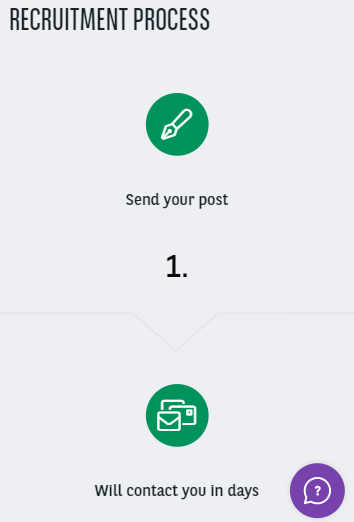 RECRUITMENT PROCESS
Send your post
1.
Will contact you in days
?